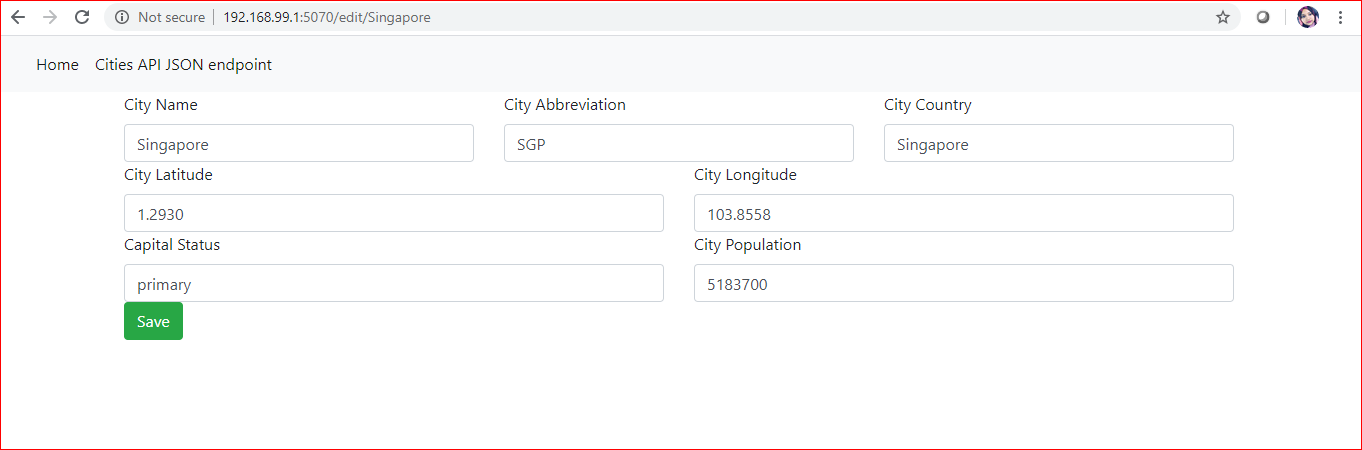 Not secure 192.168.99.1:5070/edit/Singapore
Home Cities API JSON endpoint
City Name City Abbreviation City Country
Singapore SGP Singapore
City Latitude City Longitude
1.2930 103.8558
Capital Status City Population
primary 5183700
Save